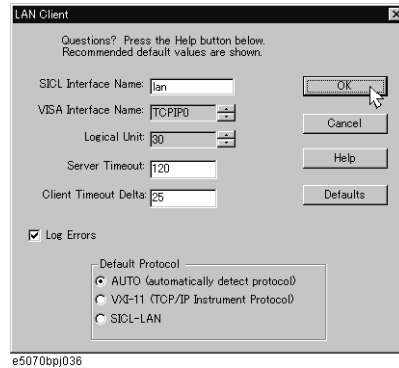 LAN Client
Questions? Press the Help button below.
Recommended default values are shown.
SICL Interface Name: lan
OK
VISA Interface Name: TCPIP0
Cancel
Logical Unit: 30
Server Timeout: 120
Help
Client Timeout Delta: 25
Defaults
Log Errors
Default Protocol
AUTO (automatically detect protocol)
VXI-11 (TCP/IP Instrument Protocol)
SICL-LAN
e5070bpj036